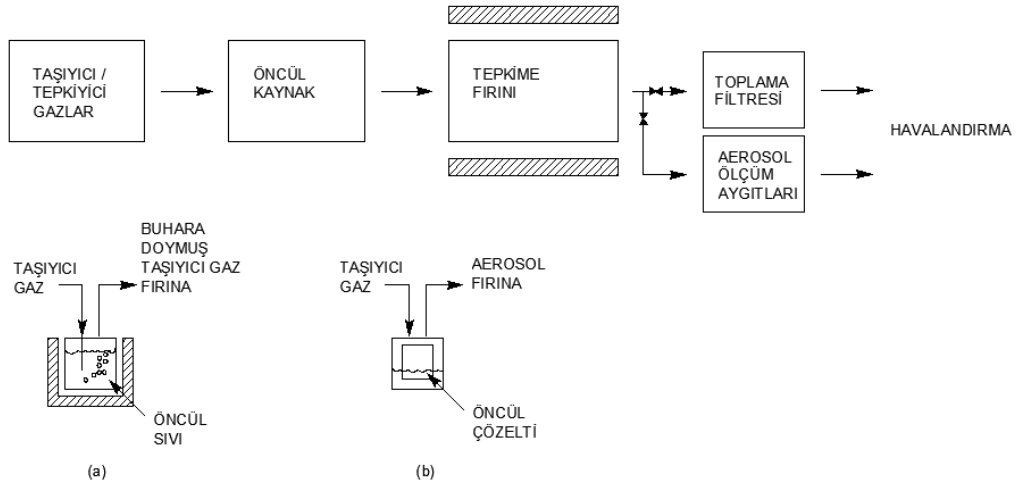 TAŞIYICI /
TEPKİYİCİ
GAZLAR
ÖNCÜL
KAYNAK
TEPKİME
FIRINI
TOPLAMA
FİLTRESİ
HAVALANDIRMA
AEROSOL
ÖLÇÜM
AYGITLARI
BUHARA
DOYMUŞ
TAŞIYICI GAZ
FIRINA
TAŞIYICI
GAZ
ÖNCÜL
SIVI
(a)
TAŞIYICI
GAZ
AEROSOL
FIRINA
ÖNCÜL
ÇÖZELTİ
(b)